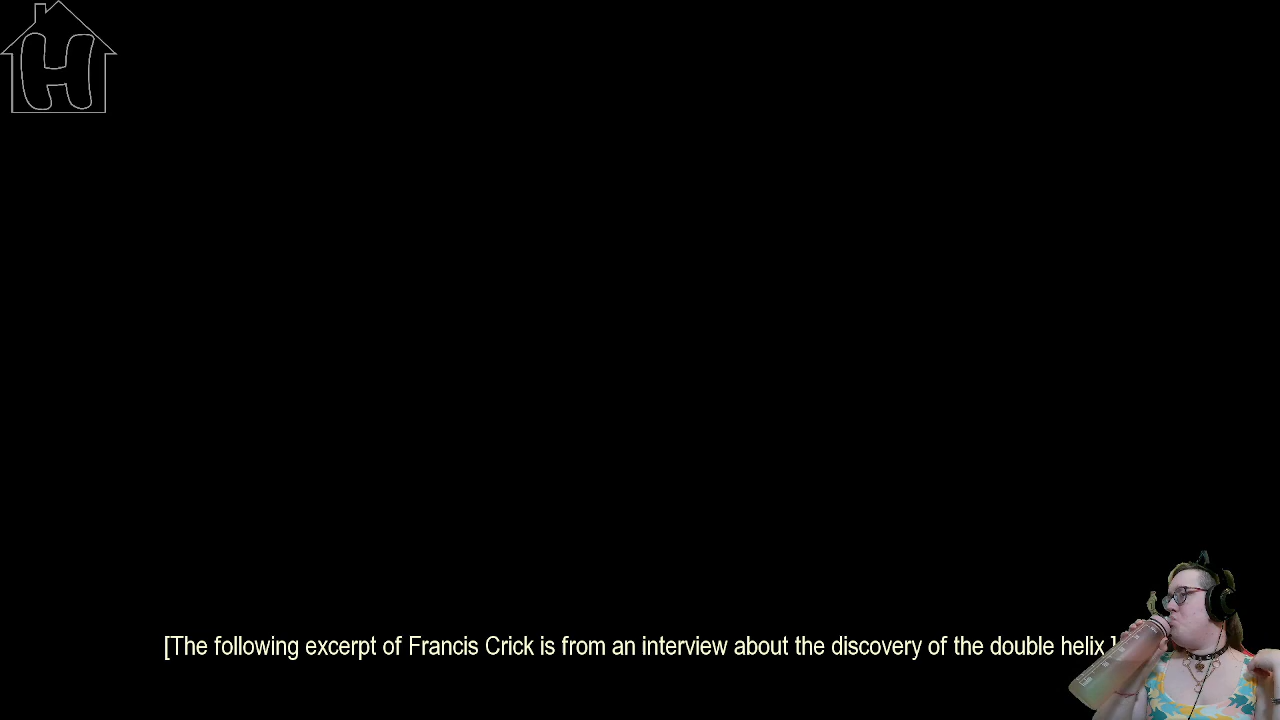 H
[The following excerpt of Francis Crick is from an interview about the discovery of the double helix.]